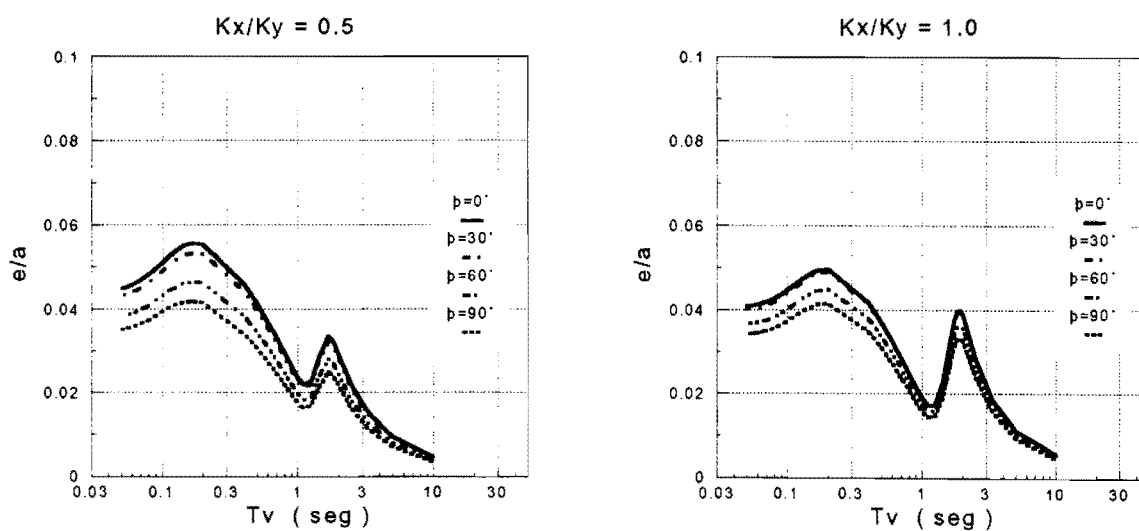 Kx/Ky = 0.5
e/a
0.1
0.08
0.06
0.04
0.02
0
0.03 0.1 0.3 1 3 10 30
Tv ( seg )
þ=0°
þ=30°
þ=60°
þ=90°
Kx/Ky = 1.0
e/a
0.1
0.08
0.06
0.04
0.02
0
0.03 0.1 0.3 1 3 10 30
Tv ( seg )
þ=0°
þ=30°
þ=60°
þ=90°